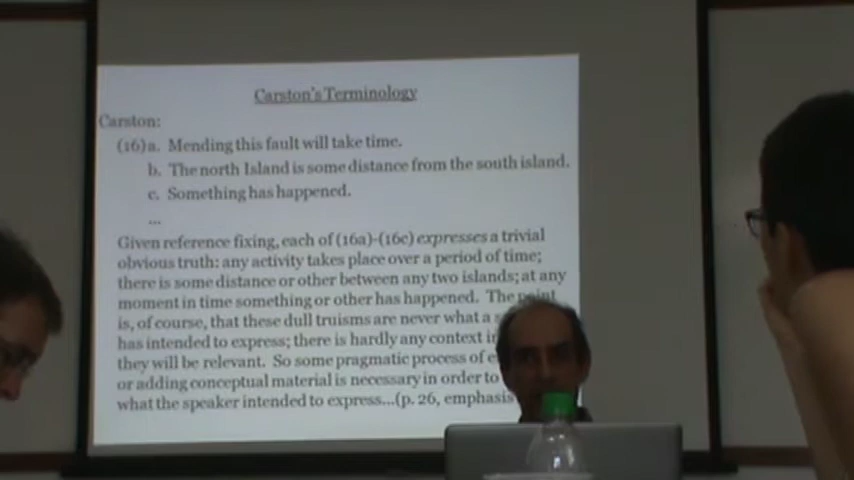 Carston's Terminology
Carston:
(16)a. Mending this fault will take time.
b. The north Island is some distance from the south island.
c. Something has happened.
...
Given reference fixing, each of (16a)-(16c) expresses a trivial
obvious truth: any activity takes place over a period of time;
there is some distance or other between any two islands; at any
moment in time something or other has happened. The point
is, of course, that these dull truisms are never what a
has intended to express; there is hardly any context
they will be relevant. So some pragmatic process of
or adding conceptual material is necessary in order to
what the speaker intended to express...(p. 26, emphasis